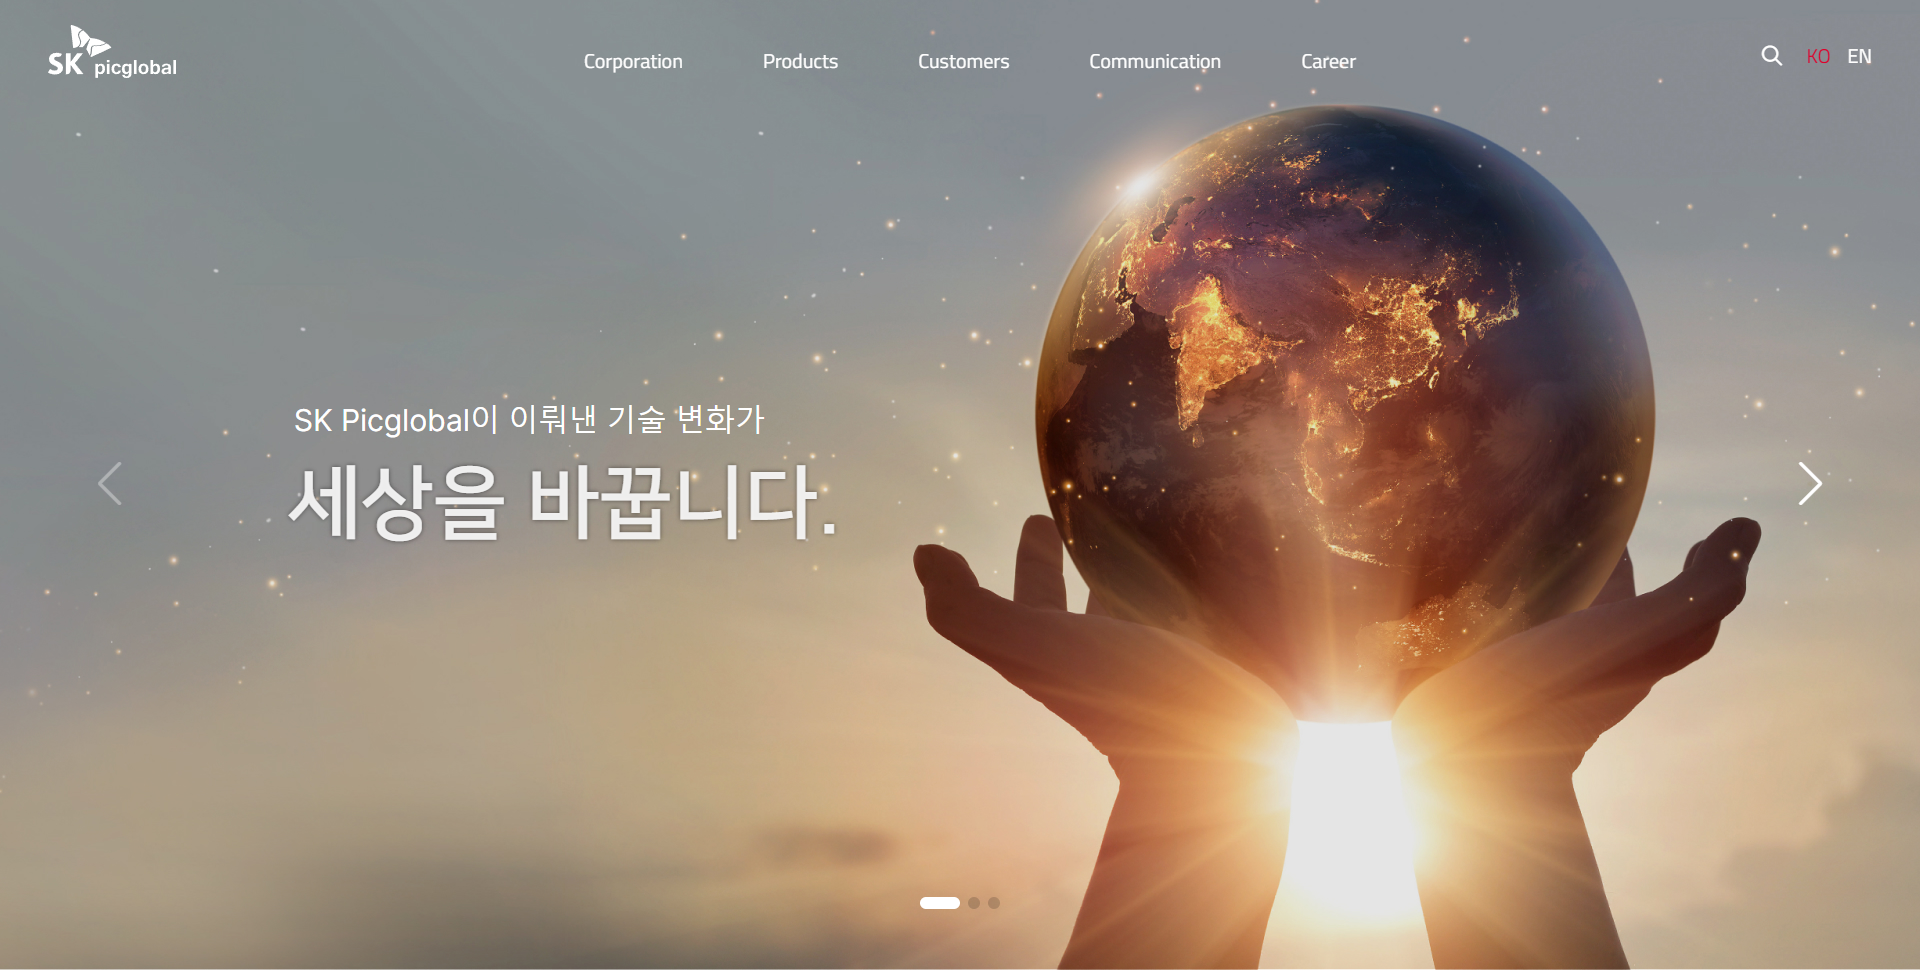 SK picglobal
Corporation
Products
Customers
Communication
Career
KO
EN
SK Picglobal이 이뤄낸 기술 변화가
세상을 바꿉니다.